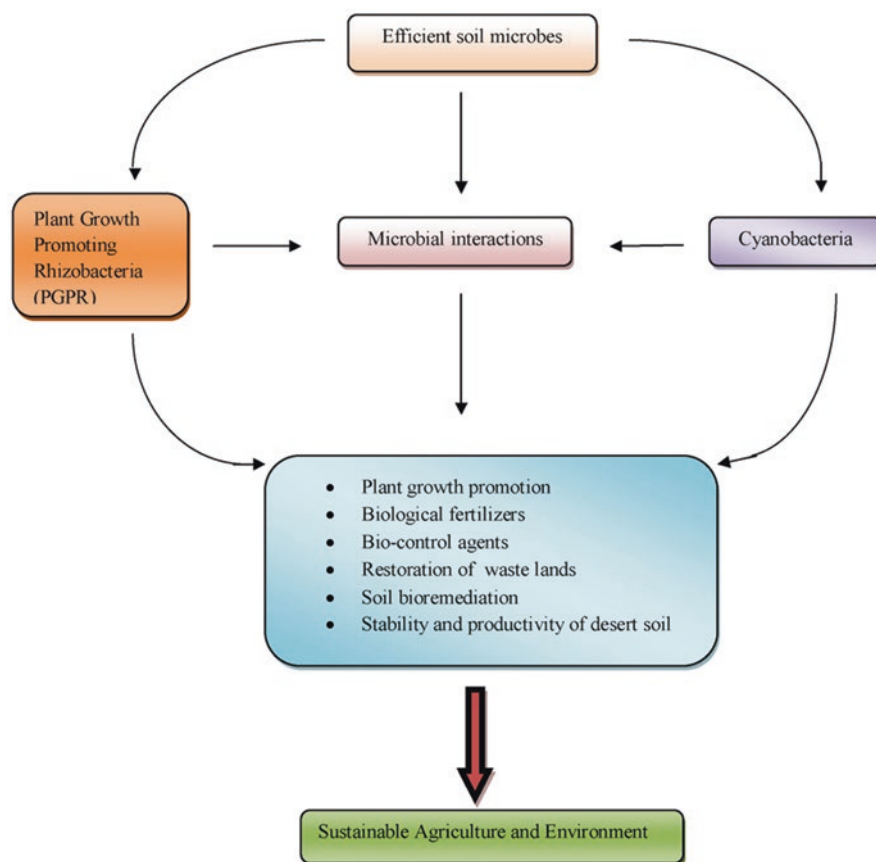 Efficient soil microbes
Plant Growth
Promoting
Rhizobacteria
(PGPR)
Microbial interactions
Cyanobacteria
• Plant growth promotion
• Biological fertilizers
• Bio-control agents
• Restoration of waste lands
• Soil bioremediation
• Stability and productivity of desert soil
Sustainable Agriculture and Environment